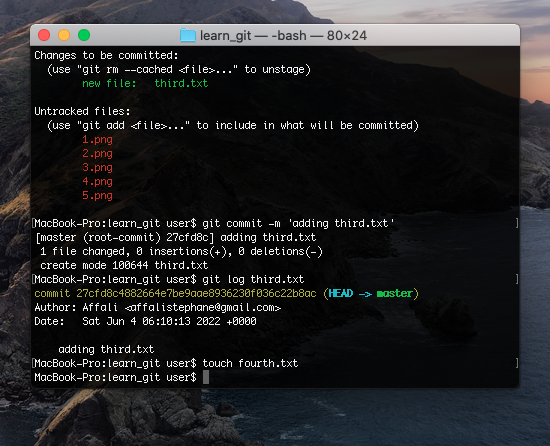 learn_git — -bash — 80×24
Changes to be committed:
(use "git rm --cached <file>..." to unstage)
new file: third.txt
Untracked files:
(use "git add <file>..." to include in what will be committed)
1.png
2.png
3.png
4.png
5.png
[MacBook-Pro:learn_git user$ git commit -m 'adding third.txt' ]
[master (root-commit) 27cfd8c] adding third.txt
1 file changed, 0 insertions(+), 0 deletions(-)
create mode 100644 third.txt
[MacBook-Pro:learn_git user$ git log third.txt ]
commit 27cfd8c4882664e7be9aae8936230f036c22b8ac (HEAD -> master)
Author: Affali <affalistephane@gmail.com>
Date: Sat Jun 4 06:10:13 2022 +0000
adding third.txt
[MacBook-Pro:learn_git user$ touch fourth.txt ]
MacBook-Pro:learn_git user$